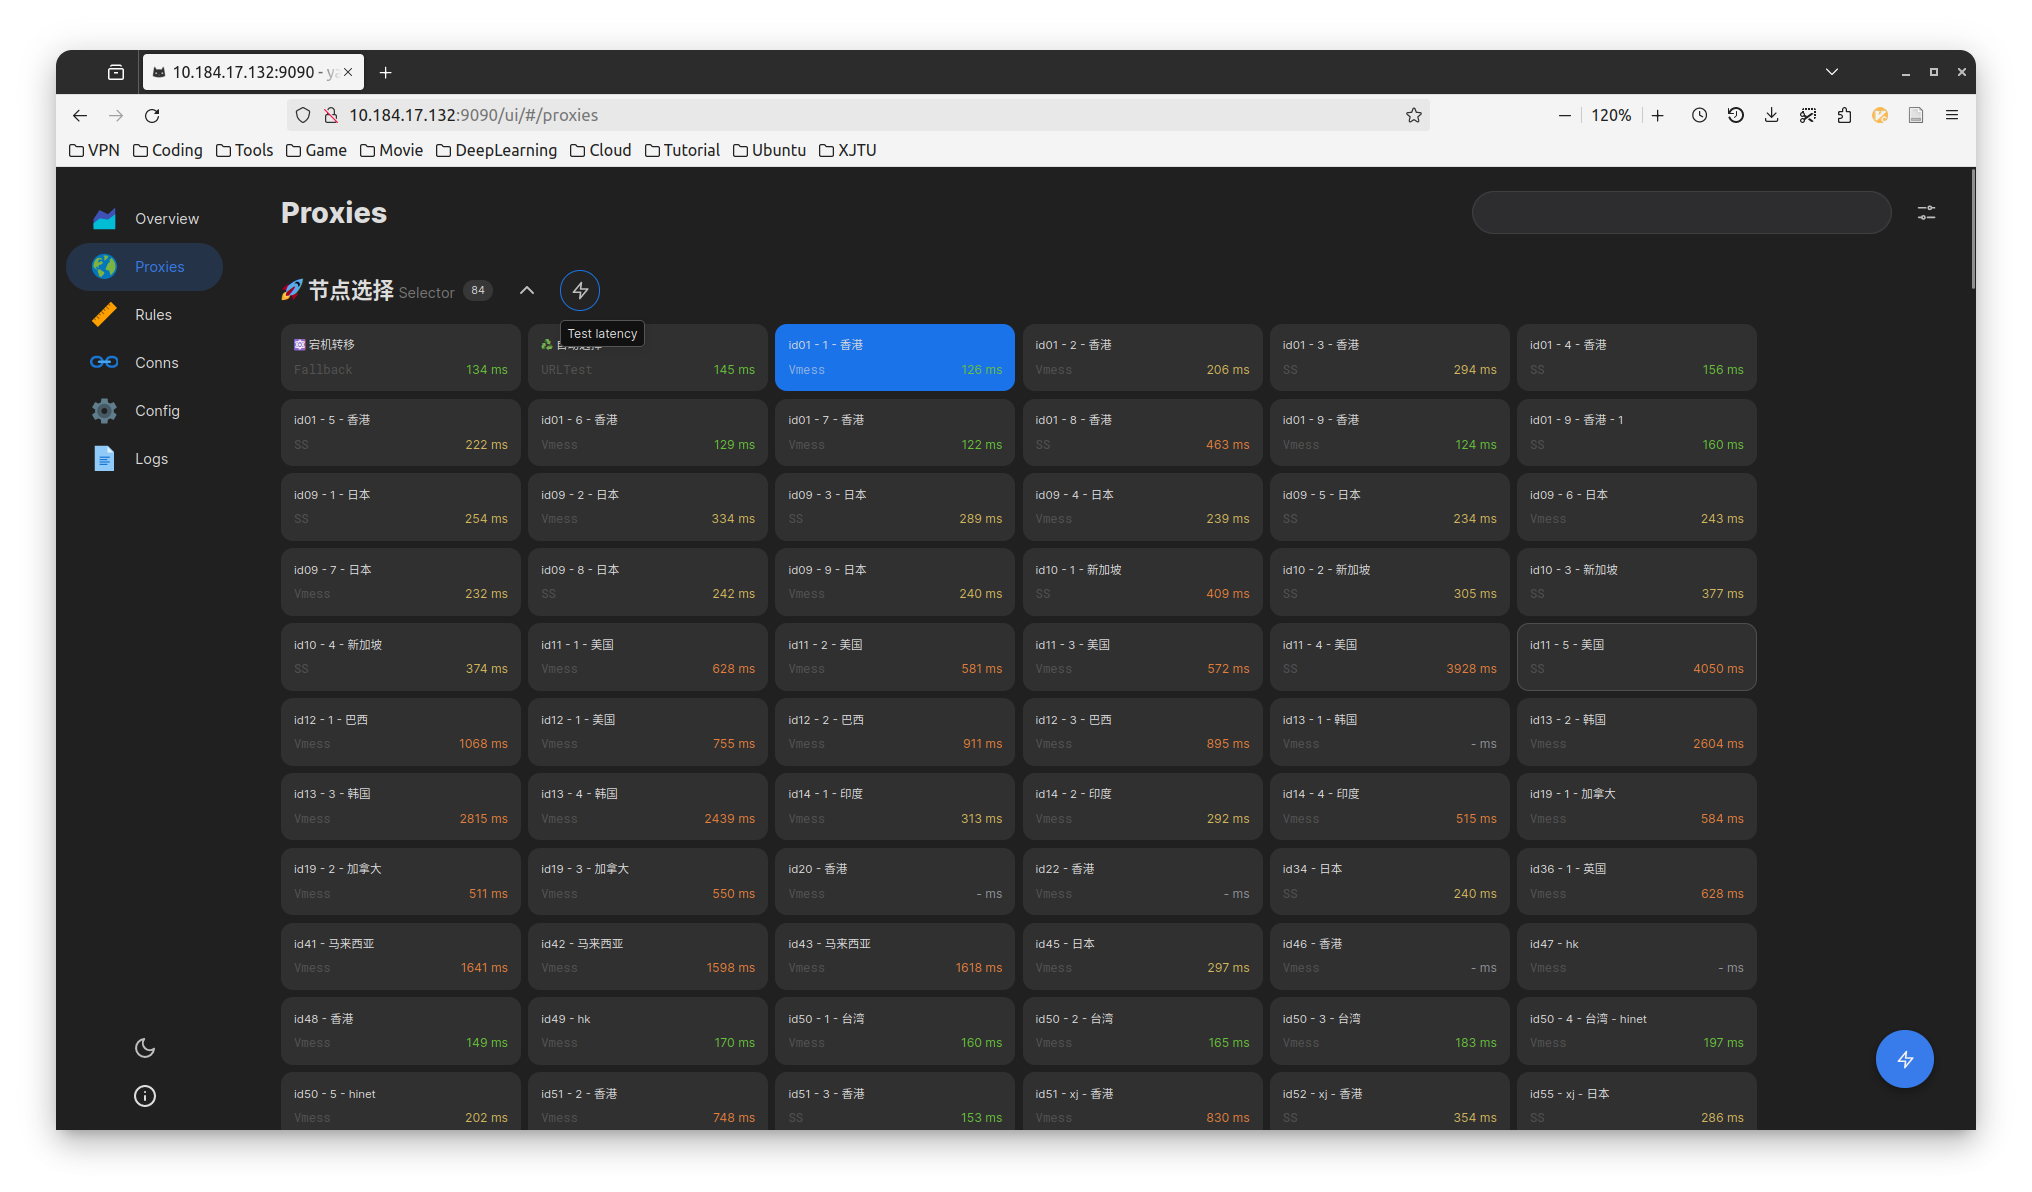 10.184.17.132:9090 - ya
10.184.17.132:9090/ui/#/proxies
120%
VPN Coding Tools Game Movie DeepLearning Cloud Tutorial Ubuntu XJTU
Overview
Proxies
Rules
Conns
Config
Logs
Proxies
节点选择 Selector 84
Test latency
宕机转移
Fallback 134 ms
URLTest 145 ms
id01 - 1 - 香港
Vmess 126 ms
id01 - 2 - 香港
Vmess 206 ms
id01 - 3 - 香港
SS 294 ms
id01 - 4 - 香港
SS 156 ms
id01 - 5 - 香港
SS 222 ms
id01 - 6 - 香港
Vmess 129 ms
id01 - 7 - 香港
Vmess 122 ms
id01 - 8 - 香港
SS 463 ms
id01 - 9 - 香港
Vmess 124 ms
id01 - 9 - 香港 - 1
SS 160 ms
id09 - 1 - 日本
SS 254 ms
id09 - 2 - 日本
Vmess 334 ms
id09 - 3 - 日本
SS 289 ms
id09 - 4 - 日本
Vmess 239 ms
id09 - 5 - 日本
SS 234 ms
id09 - 6 - 日本
Vmess 243 ms
id09 - 7 - 日本
Vmess 232 ms
id09 - 8 - 日本
SS 242 ms
id09 - 9 - 日本
Vmess 240 ms
id10 - 1 - 新加坡
SS 409 ms
id10 - 2 - 新加坡
SS 305 ms
id10 - 3 - 新加坡
SS 377 ms
id10 - 4 - 新加坡
SS 374 ms
id11 - 1 - 美国
Vmess 628 ms
id11 - 2 - 美国
Vmess 581 ms
id11 - 3 - 美国
Vmess 572 ms
id11 - 4 - 美国
SS 3928 ms
id11 - 5 - 美国
SS 4050 ms
id12 - 1 - 巴西
Vmess 1068 ms
id12 - 1 - 美国
Vmess 755 ms
id12 - 2 - 巴西
Vmess 911 ms
id12 - 3 - 巴西
Vmess 895 ms
id13 - 1 - 韩国
Vmess - ms
id13 - 2 - 韩国
Vmess 2604 ms
id13 - 3 - 韩国
Vmess 2815 ms
id13 - 4 - 韩国
Vmess 2439 ms
id14 - 1 - 印度
Vmess 313 ms
id14 - 2 - 印度
Vmess 292 ms
id14 - 4 - 印度
Vmess 515 ms
id19 - 1 - 加拿大
Vmess 584 ms
id19 - 2 - 加拿大
Vmess 511 ms
id19 - 3 - 加拿大
Vmess 550 ms
id20 - 香港
Vmess - ms
id22 - 香港
Vmess - ms
id34 - 日本
SS 240 ms
id36 - 1 - 英国
Vmess 628 ms
id41 - 马来西亚
Vmess 1641 ms
id42 - 马来西亚
Vmess 1598 ms
id43 - 马来西亚
Vmess 1618 ms
id45 - 日本
Vmess 297 ms
id46 - 香港
Vmess - ms
id47 - hk
Vmess - ms
id48 - 香港
Vmess 149 ms
id49 - hk
Vmess 170 ms
id50 - 1 - 台湾
Vmess 160 ms
id50 - 2 - 台湾
Vmess 165 ms
id50 - 3 - 台湾
Vmess 183 ms
id50 - 4 - 台湾 - hinet
Vmess 197 ms
id50 - 5 - hinet
Vmess 202 ms
id51 - 2 - 香港
Vmess 748 ms
id51 - 3 - 香港
SS 153 ms
id51 - xj - 香港
Vmess 830 ms
id52 - xj - 香港
SS 354 ms
id55 - xj - 日本
SS 286 ms